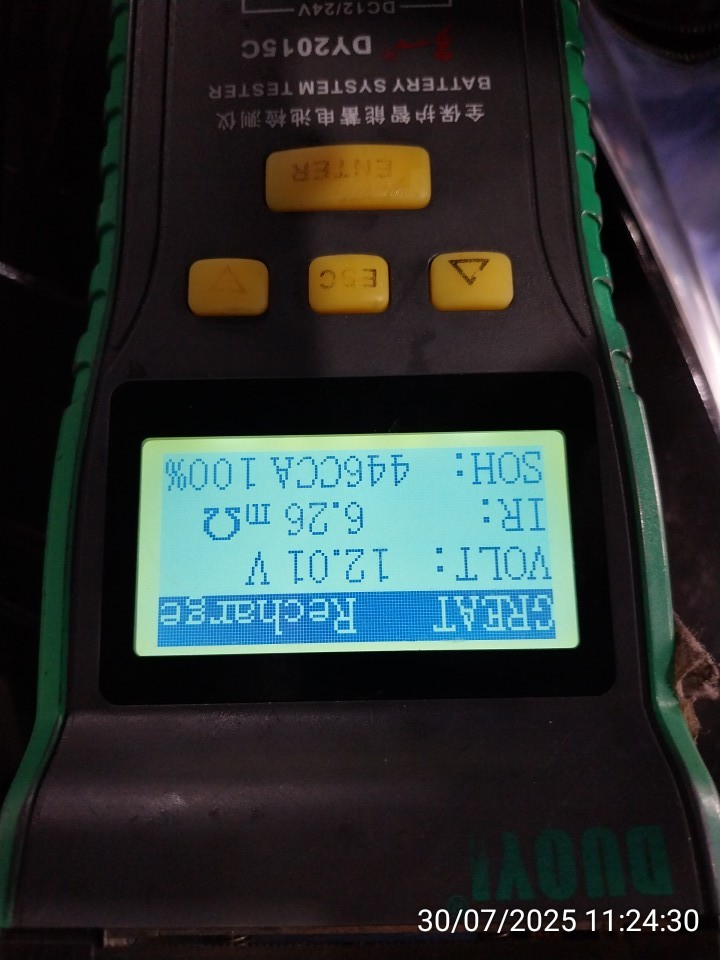 DUOYI
GREAT Recharge
VOLT: 12.01 V
IR: 6.26 mΩ
SOH: 446CCA 100%
ESC
ENTER
全保护智能蓄电池检测仪
BATTERY SYSTEM TESTER
DY2015C
DC12/24V
30/07/2025 11:24:30